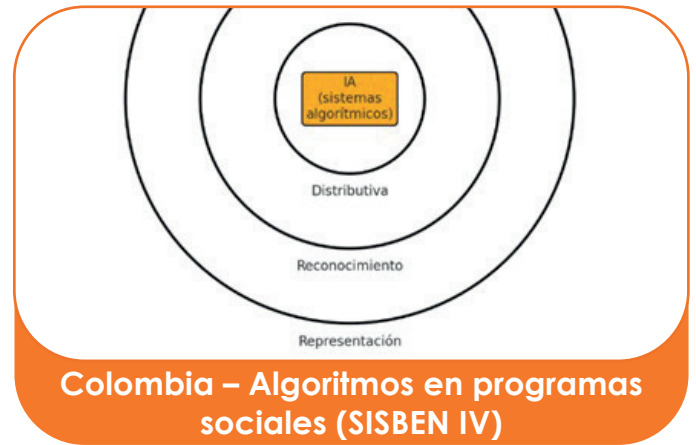 IA
(sistemas
algorítmicos)
Distributiva
Reconocimiento
Representación
Colombia – Algoritmos en programas
sociales (SISBEN IV)